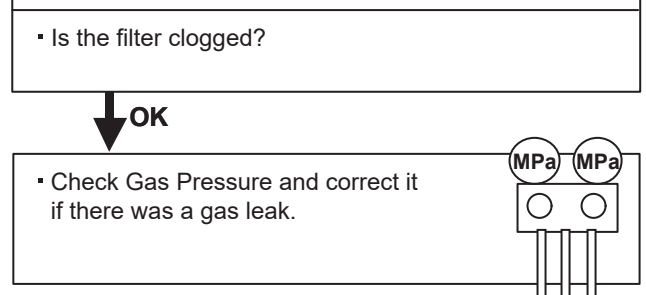 ▪ Is the filter clogged?
OK
▪ Check Gas Pressure and correct it
if there was a gas leak.
MPa MPa